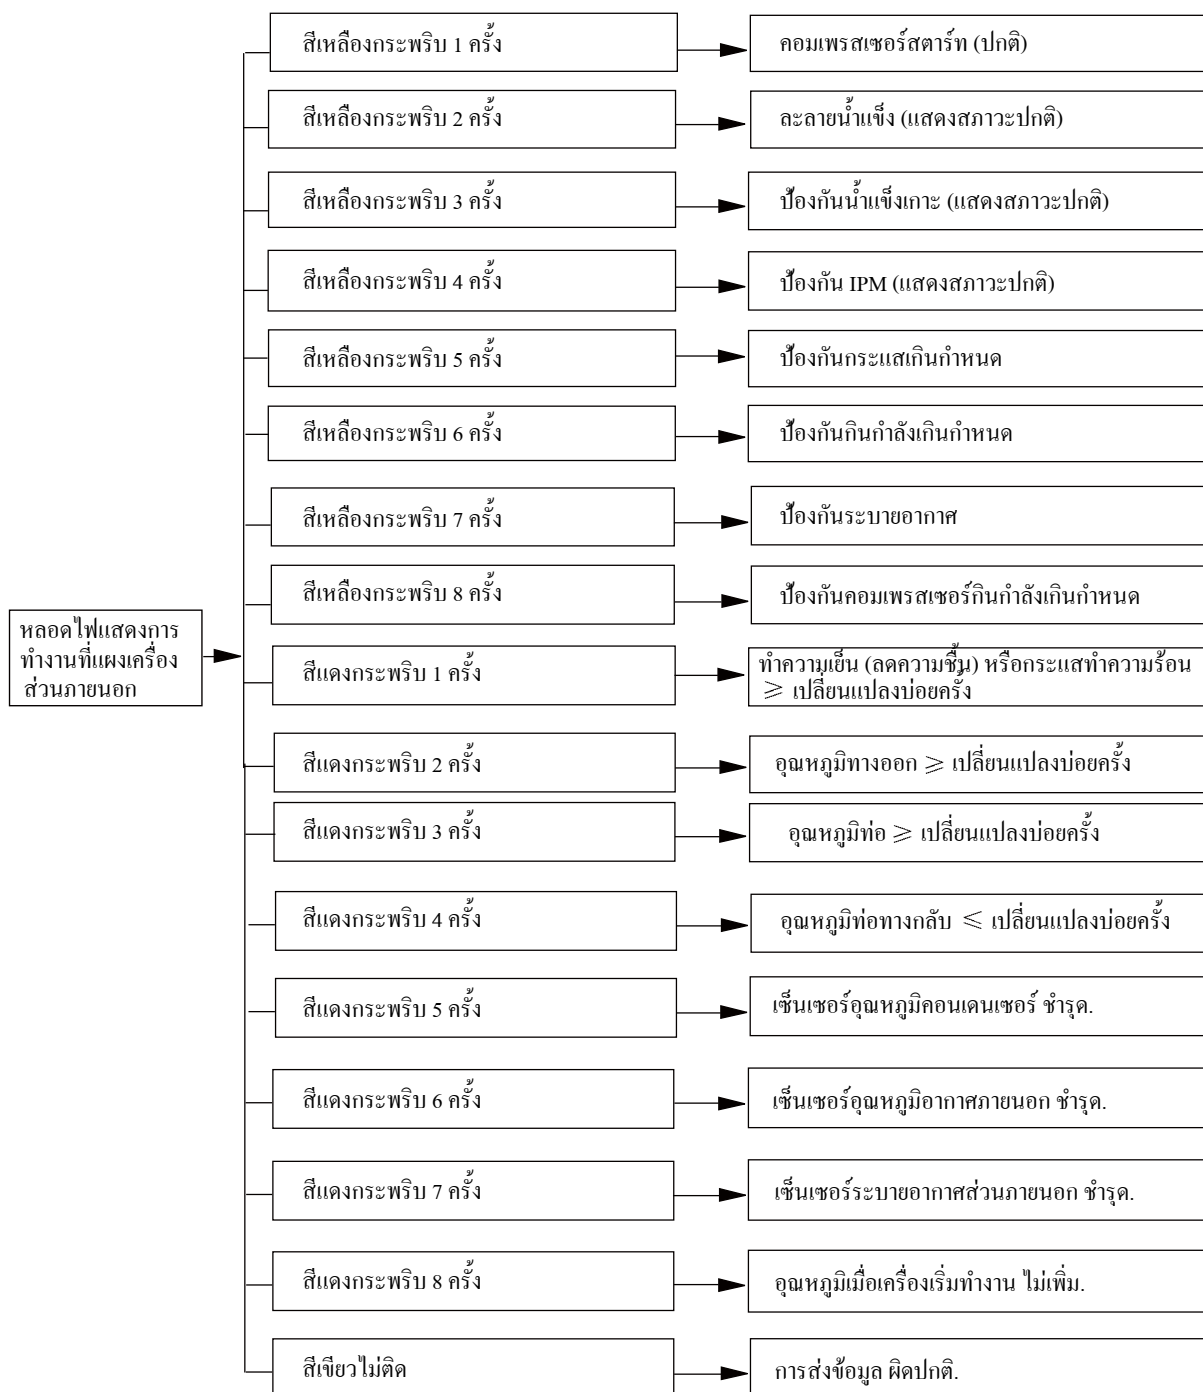 สีเหลืองกระพริบ 1 ครั้ง
คอมเพรสเซอร์สตาร์ท (ปกติ)
สีเหลืองกระพริบ 2 ครั้ง
ละลายน้ำแข็ง (แสดงสภาวะปกติ)
สีเหลืองกระพริบ 3 ครั้ง
ป้องกันน้ำแข็งเกาะ (แสดงสภาวะปกติ)
สีเหลืองกระพริบ 4 ครั้ง
ป้องกัน IPM (แสดงสภาวะปกติ)
สีเหลืองกระพริบ 5 ครั้ง
ป้องกันกระแสเกินกำหนด
สีเหลืองกระพริบ 6 ครั้ง
ป้องกันกินกำลังเกินกำหนด
สีเหลืองกระพริบ 7 ครั้ง
ป้องกันระบายอากาศ
สีเหลืองกระพริบ 8 ครั้ง
ป้องกันคอมเพรสเซอร์กินกำลังเกินกำหนด
หลอดไฟแสดงการ
ทำงานที่แผงเครื่อง
ส่วนภายนอก
สีแดงกระพริบ 1 ครั้ง
ทำความเย็น (ลดความชื้น) หรือกระแสทำความร้อน
⩾ เปลี่ยนแปลงบ่อยครั้ง
สีแดงกระพริบ 2 ครั้ง
อุณหภูมิทางออก ⩾ เปลี่ยนแปลงบ่อยครั้ง
สีแดงกระพริบ 3 ครั้ง
อุณหภูมิท่อ ⩾ เปลี่ยนแปลงบ่อยครั้ง
สีแดงกระพริบ 4 ครั้ง
อุณหภูมิท่อทางกลับ ⩽ เปลี่ยนแปลงบ่อยครั้ง
สีแดงกระพริบ 5 ครั้ง
เซ็นเซอร์อุณหภูมิคอนเดนเซอร์ ชำรุด.
สีแดงกระพริบ 6 ครั้ง
เซ็นเซอร์อุณหภูมิอากาศภายนอก ชำรุด.
สีแดงกระพริบ 7 ครั้ง
เซ็นเซอร์ระบายอากาศส่วนภายนอก ชำรุด.
สีแดงกระพริบ 8 ครั้ง
อุณหภูมิเมื่อเครื่องเริ่มทำงาน ไม่เพิ่ม.
สีเขียวไม่ติด
การส่งข้อมูล ผิดปกติ.